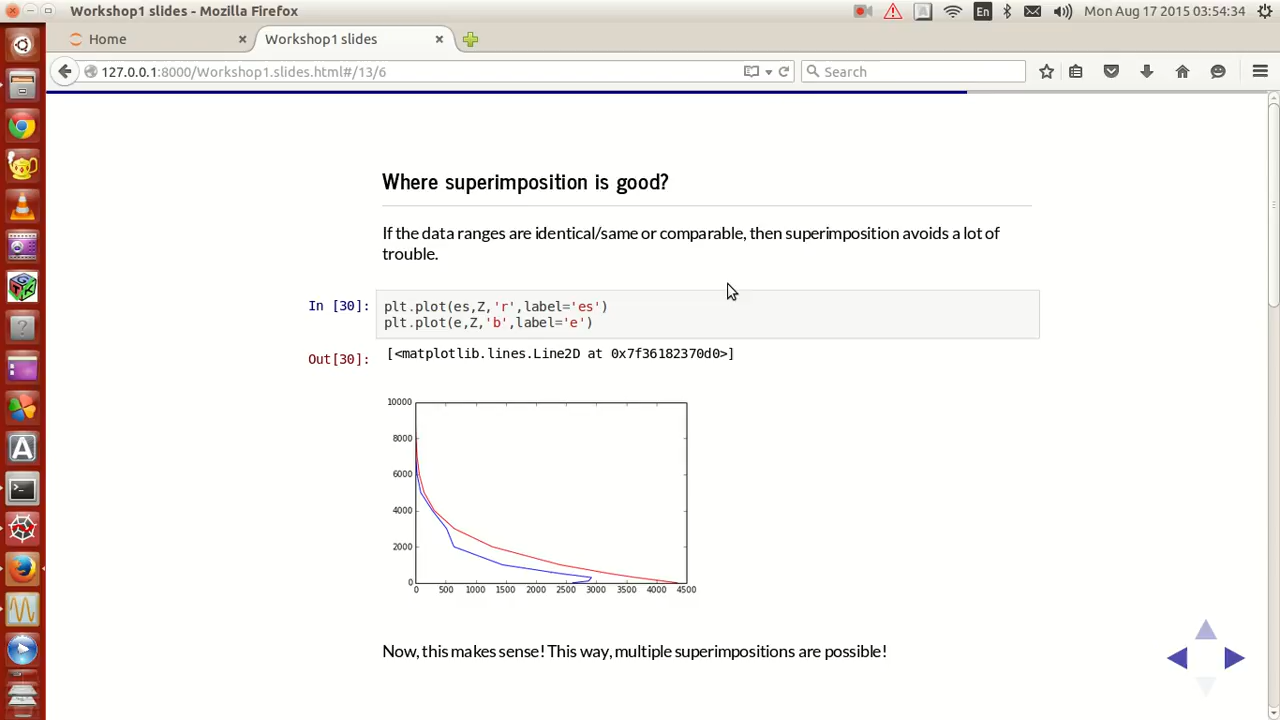 Workshop1 slides - Mozilla Firefox
En
Mon Aug 17 2015 03:54:34
Home
Workshop1 slides
127.0.0.1:8000/Workshop1.slides.html#/13/6
Search
Where superimposition is good?
If the data ranges are identical/same or comparable, then superimposition avoids a lot of
trouble.
In [30]:
plt.plot(es,Z,'r',label='es')
plt.plot(e,Z,'b',label='e')
Out[30]:
[<matplotlib.lines.Line2D at 0x7f36182370d0>]
10000
8000
6000
4000
2000
0
0 500 1000 1500 2000 2500 3000 3500 4000 4500
Now, this makes sense! This way, multiple superimpositions are possible!